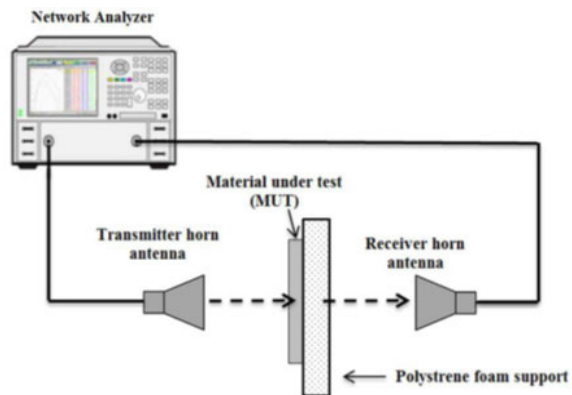 Network Analyzer
Material under test
(MUT)
Transmitter horn
antenna
Receiver horn
antenna
Polystrene foam support